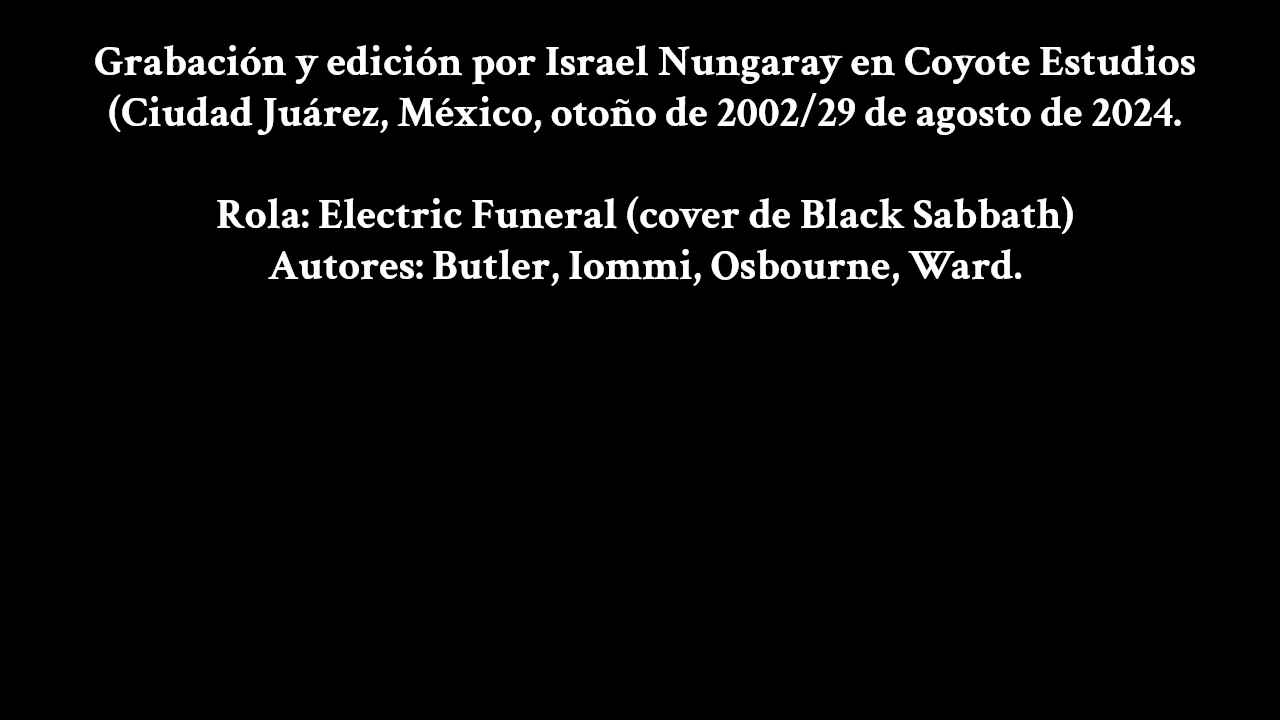 Grabación y edición por Israel Nungaray en Coyote Estudios
(Ciudad Juárez, México, otoño de 2002/29 de agosto de 2024.
Rola: Electric Funeral (cover de Black Sabbath)
Autores: Butler, Iommi, Osbourne, Ward.